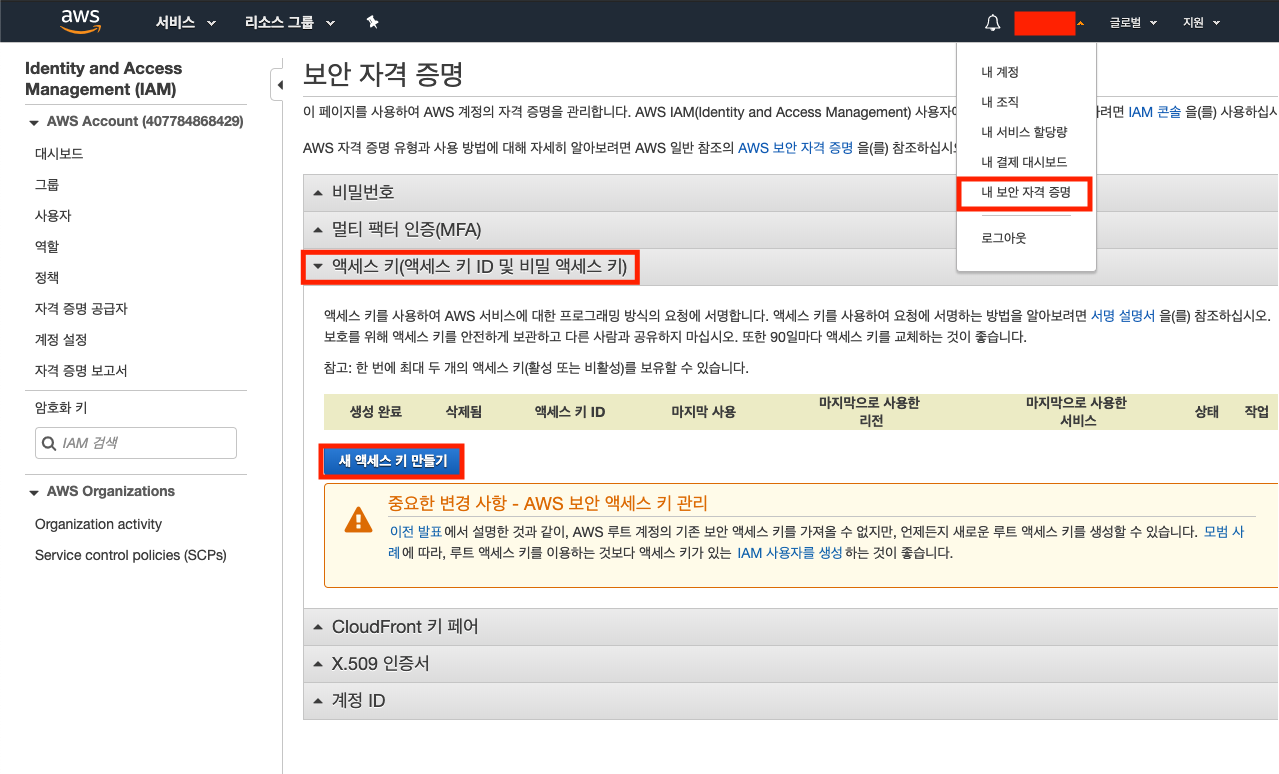 aws 서비스 리소스 그룹 글로벌 지원
Identity and Access
Management (IAM)
AWS Account (407784868429)
대시보드
그룹
사용자
역할
정책
자격 증명 공급자
계정 설정
자격 증명 보고서
암호화 키
IAM 검색
AWS Organizations
Organization activity
Service control policies (SCPs)
보안 자격 증명
이 페이지를 사용하여 AWS 계정의 자격 증명을 관리합니다. AWS IAM(Identity and Access Management) 사용자 려면 IAM 콘솔 을(를) 사용하십시
AWS 자격 증명 유형과 사용 방법에 대해 자세히 알아보려면 AWS 일반 참조의 AWS 보안 자격 증명 을(를) 참조하십시오
내 계정
내 조직
내 서비스 할당량
내 결제 대시보드
내 보안 자격 증명
로그아웃
비밀번호
멀티 팩터 인증(MFA)
액세스 키(액세스 키 ID 및 비밀 액세스 키)
액세스 키를 사용하여 AWS 서비스에 대한 프로그래밍 방식의 요청에 서명합니다. 액세스 키를 사용하여 요청에 서명하는 방법을 알아보려면 서명 설명서 을(를) 참조하십시오.
보호를 위해 액세스 키를 안전하게 보관하고 다른 사람과 공유하지 마십시오. 또한 90일마다 액세스 키를 교체하는 것이 좋습니다.
참고: 한 번에 최대 두 개의 액세스 키(활성 또는 비활성)를 보유할 수 있습니다.
생성 완료 삭제됨 액세스 키 ID 마지막 사용 마지막으로 사용한 리전 마지막으로 사용한 서비스 상태 작업
새 액세스 키 만들기
중요한 변경 사항 - AWS 보안 액세스 키 관리
이전 발표에서 설명한 것과 같이, AWS 루트 계정의 기존 보안 액세스 키를 가져올 수 없지만, 언제든지 새로운 루트 액세스 키를 생성할 수 있습니다. 모범 사
례에 따라, 루트 액세스 키를 이용하는 것보다 액세스 키가 있는 IAM 사용자를 생성하는 것이 좋습니다.
CloudFront 키 페어
X.509 인증서
계정 ID